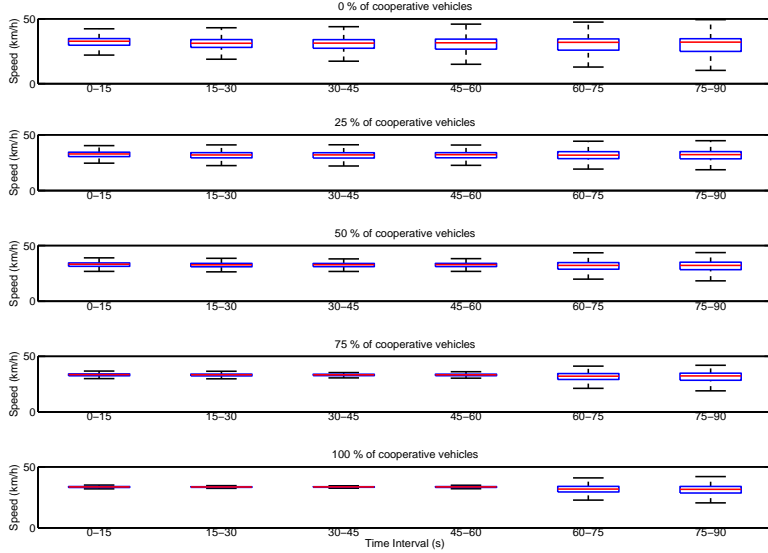 0 % of cooperative vehicles
50
Speed (km/h)
0
0−15 15−30 30−45 45−60 60−75 75−90
25 % of cooperative vehicles
50
Speed (km/h)
0
0−15 15−30 30−45 45−60 60−75 75−90
50 % of cooperative vehicles
50
Speed (km/h)
0
0−15 15−30 30−45 45−60 60−75 75−90
75 % of cooperative vehicles
50
Speed (km/h)
0
0−15 15−30 30−45 45−60 60−75 75−90
100 % of cooperative vehicles
50
Speed (km/h)
0
0−15 15−30 30−45 45−60 60−75 75−90
Time Interval (s)